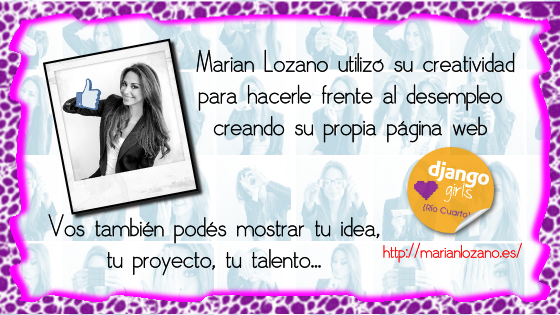 Marian Lozano utilizó su creatividad
para hacerle frente al desempleo
creando su propia página web
django
girls
{Río Cuarto}
Vos también podés mostrar tu idea,
tu proyecto, tu talento...
http://marianlozano.es/